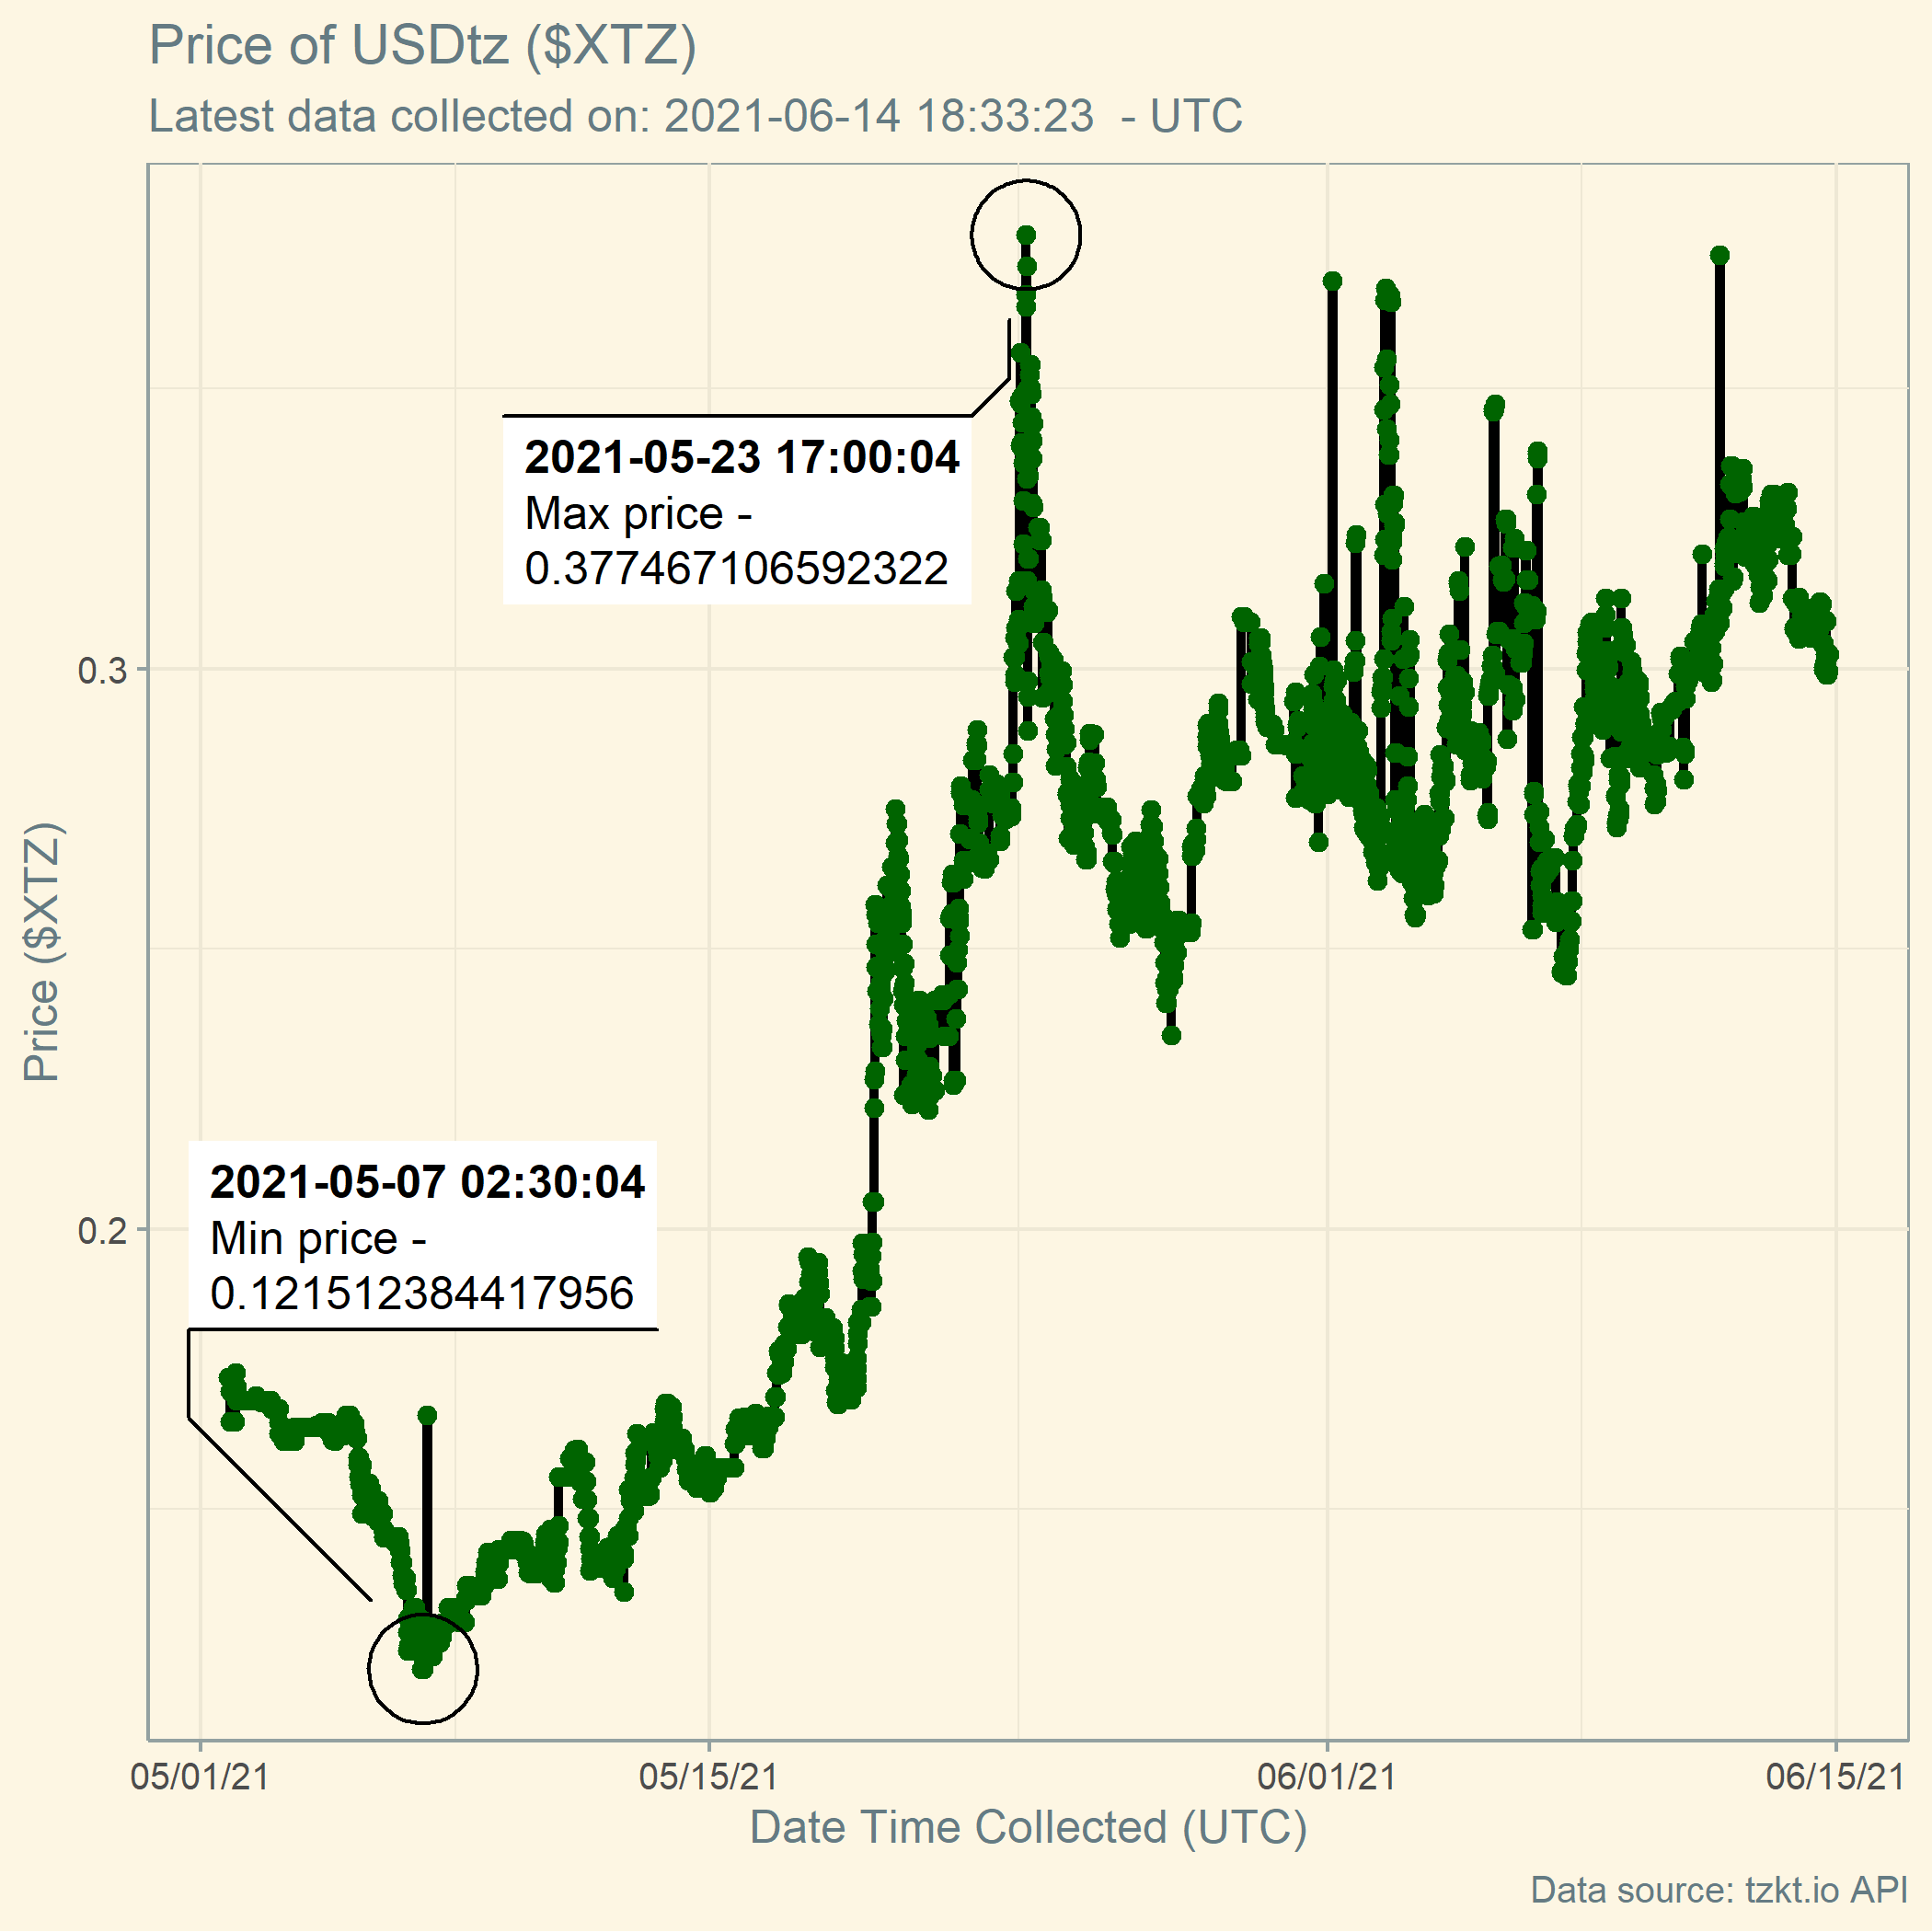 Price of USDtz ($XTZ)
Latest data collected on: 2021-06-14 18:33:23  - UTC
2021-05-23 17:00:04
Max price -
0.377467106592322
0.3
Price ($XTZ)
2021-05-07 02:30:04
Min price -
0.121512384417956
0.2
05/01/21
05/15/21
06/01/21
06/15/21
Date Time Collected (UTC)
Data source: tzkt.io API